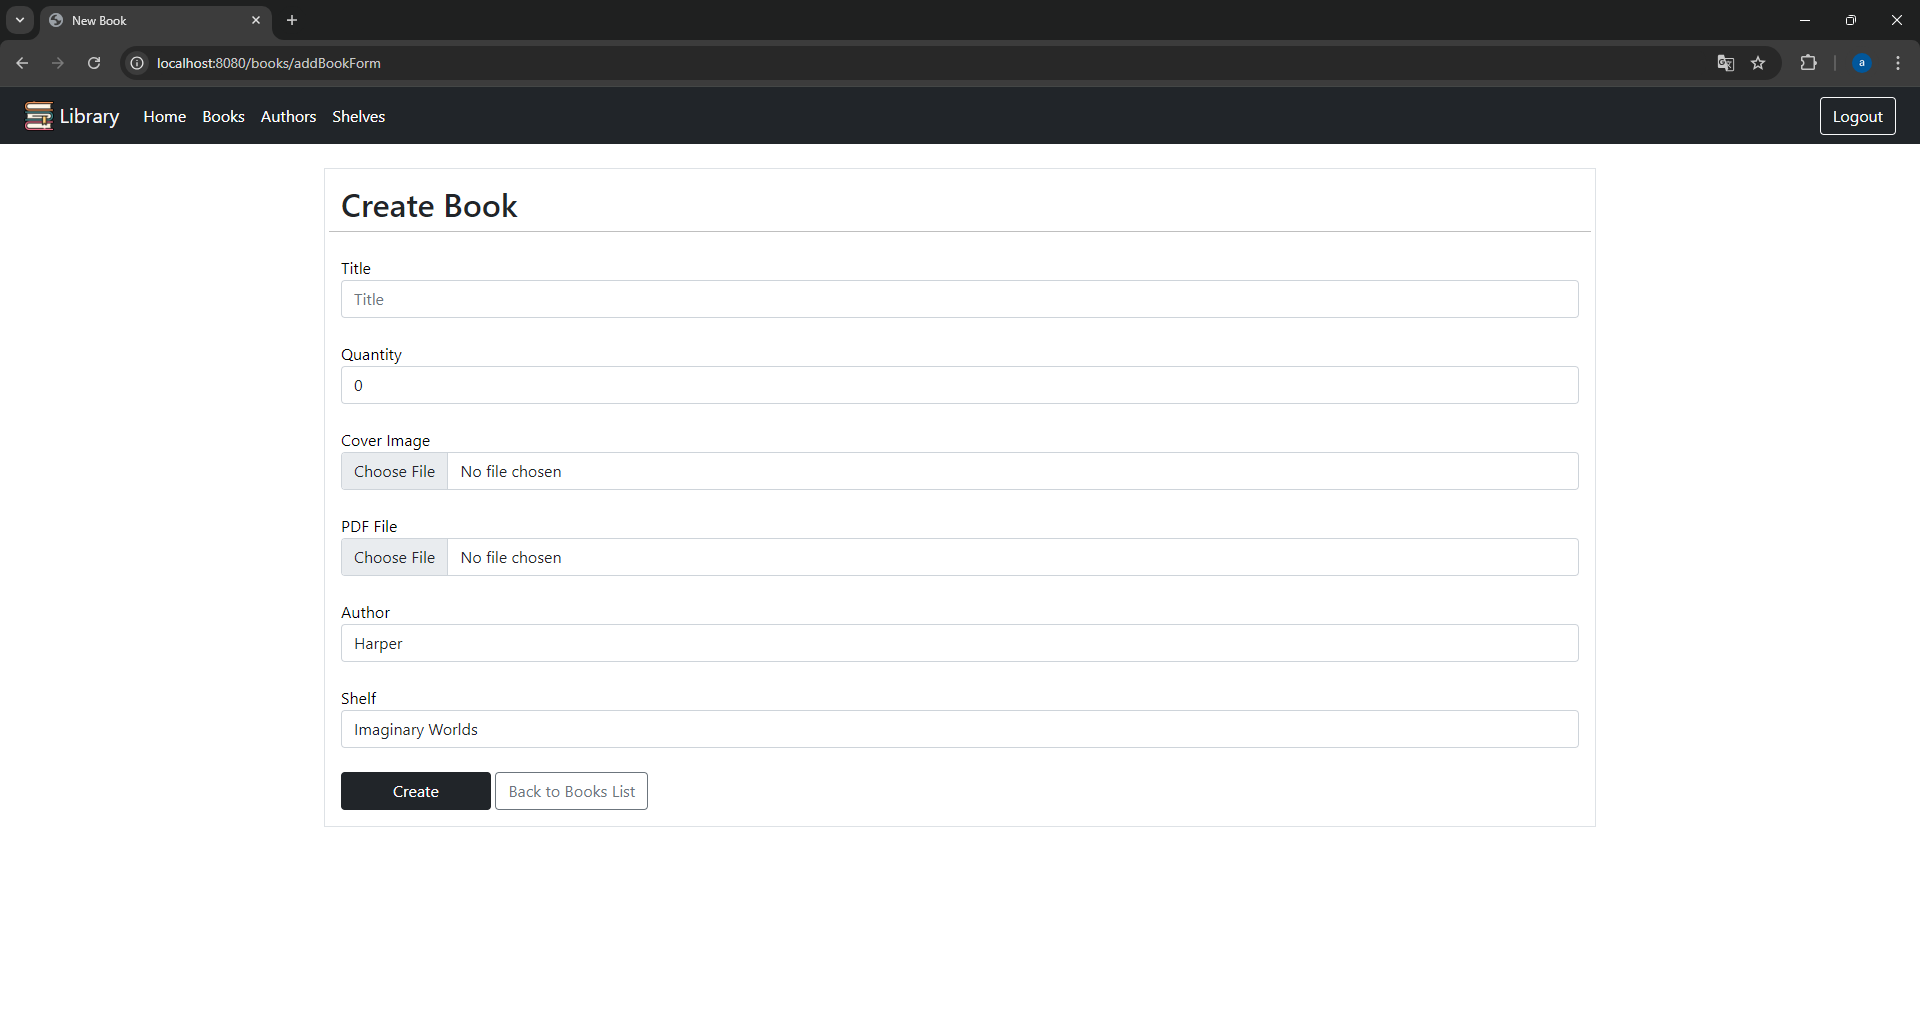 New Book
localhost:8080/books/addBookForm
a
Library Home Books Authors Shelves Logout
Create Book
Title
Title
Quantity
0
Cover Image
Choose File No file chosen
PDF File
Choose File No file chosen
Author
Harper
Shelf
Imaginary Worlds
Create Back to Books List